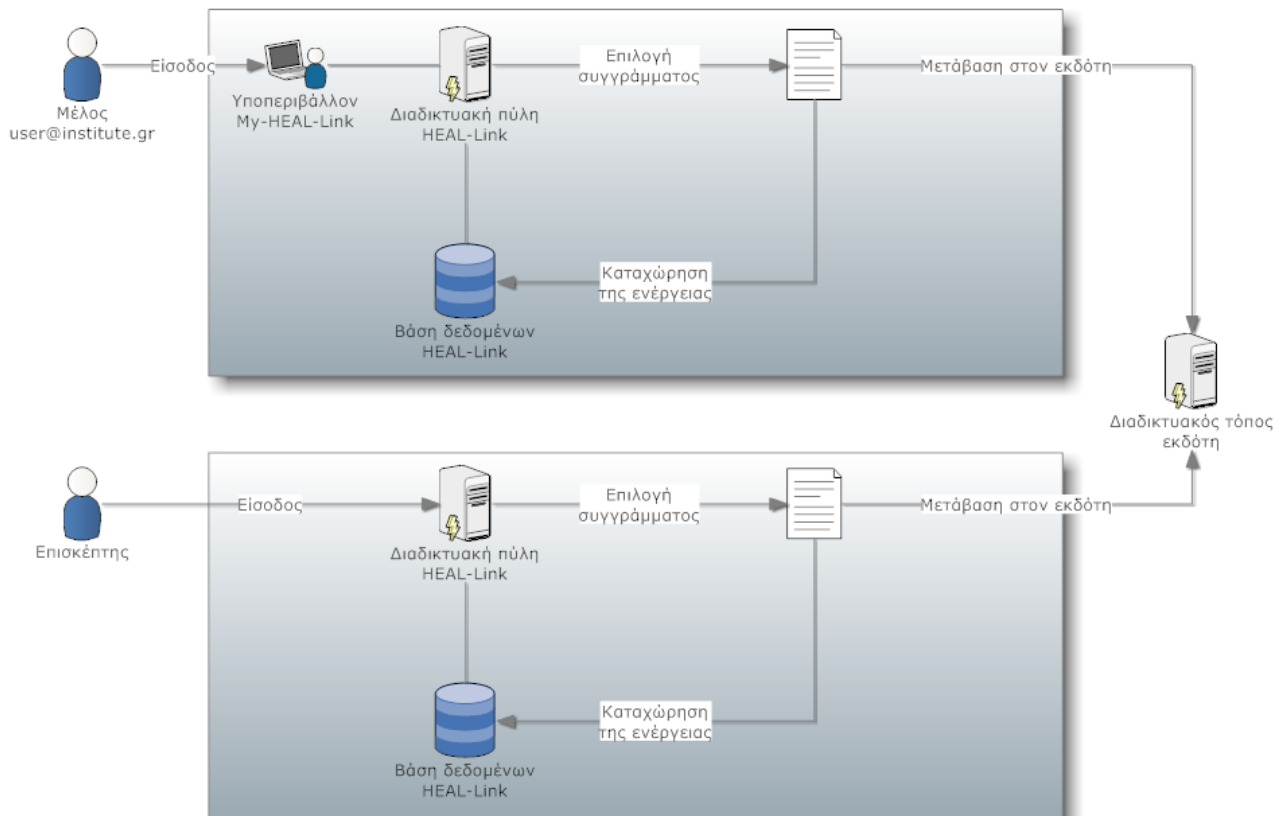 Είσοδος
Επιλογή
συγγράμματος
Μετάβαση στον εκδότη
Μέλος
user@institute.gr
Υποπεριβάλλον
My-HEAL-Link
Διαδικτυακή πύλη
HEAL-Link
Καταχώρηση
της ενέργειας
Βάση δεδομένων
HEAL-Link
Διαδικτυακός τόπος
εκδότη
Είσοδος
Επιλογή
συγγράμματος
Μετάβαση στον εκδότη
Επισκέπτης
Διαδικτυακή πύλη
HEAL-Link
Καταχώρηση
της ενέργειας
Βάση δεδομένων
HEAL-Link